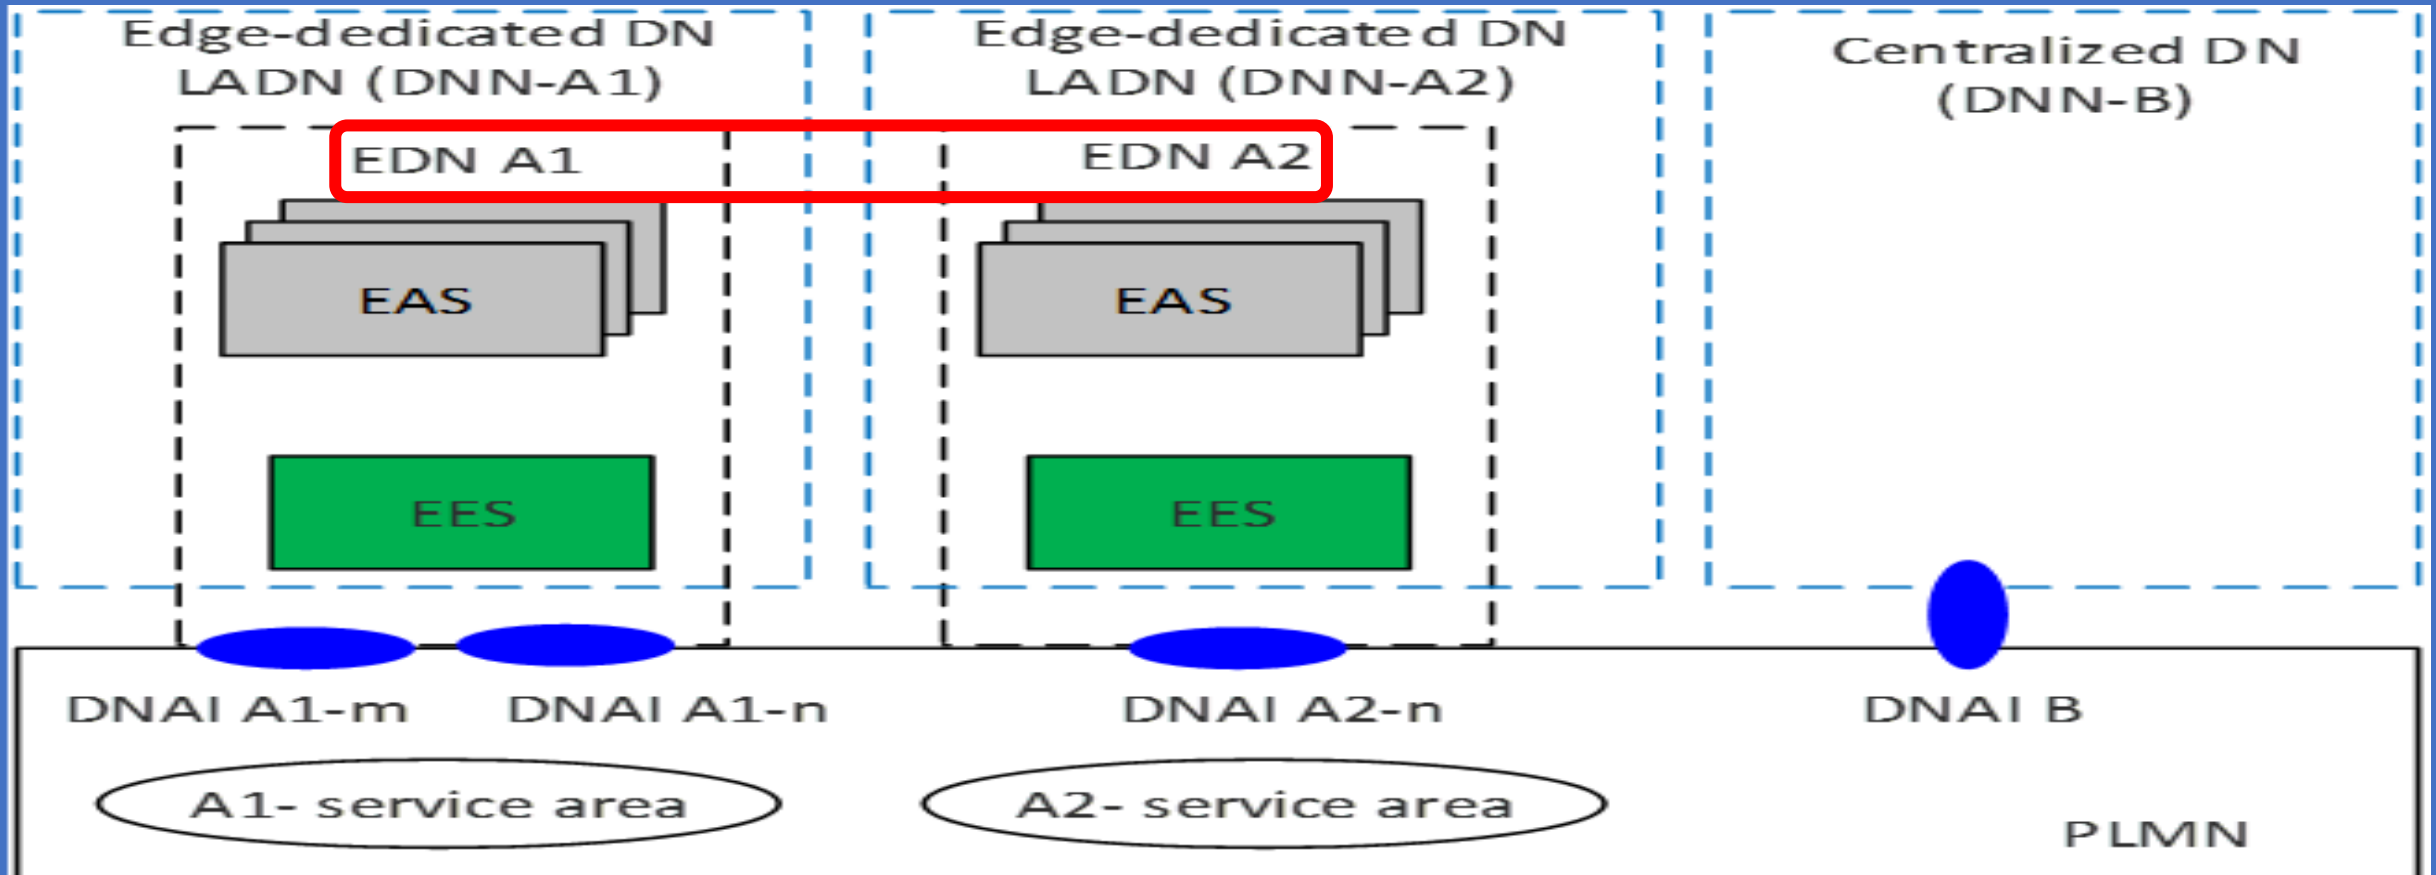 Edge-dedicated DN
LADN (DNN-A1)
EDN A1
EAS
EES
Edge-dedicated DN
LADN (DNN-A2)
EDN A2
EAS
EES
Centralized DN
(DNN-B)
DNAI A1-m
DNAI A1-n
DNAI A2-n
DNAI B
A1- service area
A2- service area
PLMN